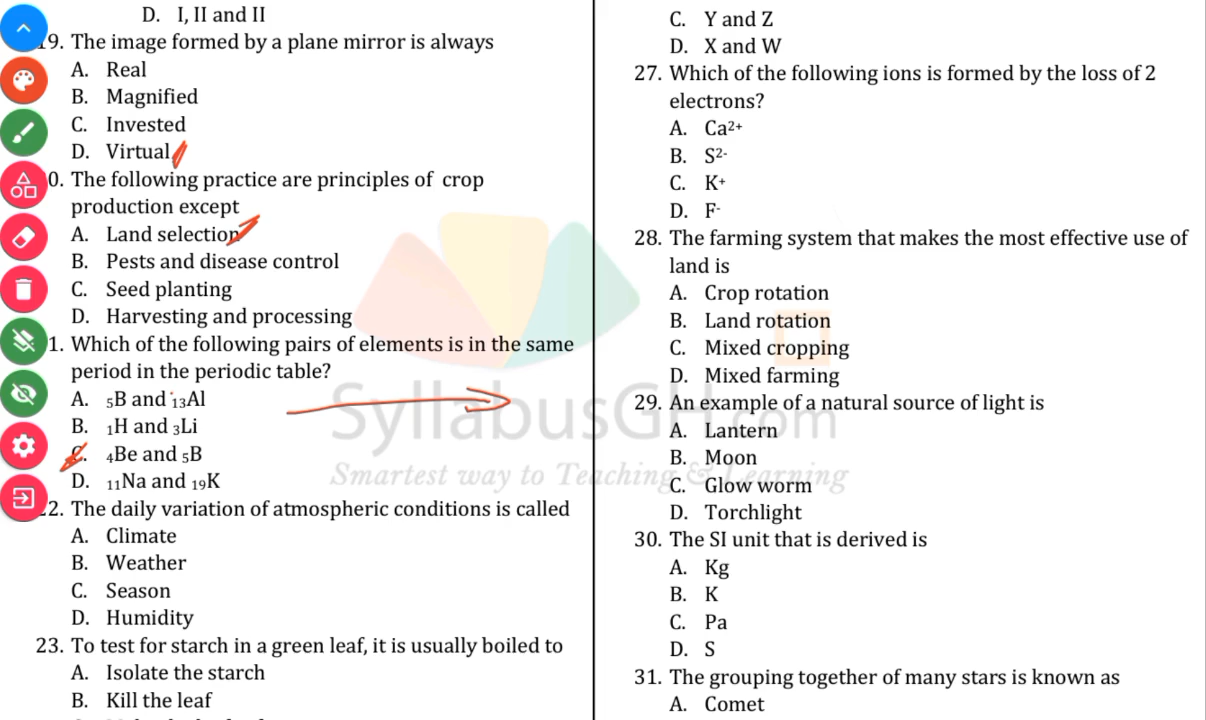 D. I, II and II
19. The image formed by a plane mirror is always
A. Real
B. Magnified
C. Invested
D. Virtual
0. The following practice are principles of crop
production except
A. Land selection
B. Pests and disease control
C. Seed planting
D. Harvesting and processing
1. Which of the following pairs of elements is in the same
period in the periodic table?
A. ₅B and ₁₃Al
B. ₁H and ₃Li
C. ₄Be and ₅B
D. ₁₁Na and ₁₉K
22. The daily variation of atmospheric conditions is called
A. Climate
B. Weather
C. Season
D. Humidity
23. To test for starch in a green leaf, it is usually boiled to
A. Isolate the starch
B. Kill the leaf
C. Y and Z
D. X and W
27. Which of the following ions is formed by the loss of 2
electrons?
A. Ca²⁺
B. S²⁻
C. K⁺
D. F⁻
28. The farming system that makes the most effective use of
land is
A. Crop rotation
B. Land rotation
C. Mixed cropping
D. Mixed farming
29. An example of a natural source of light is
A. Lantern
B. Moon
C. Glow worm
D. Torchlight
30. The SI unit that is derived is
A. Kg
B. K
C. Pa
D. S
31. The grouping together of many stars is known as
A. Comet
SyllabusGH.com
Smartest way to Teaching & Learning